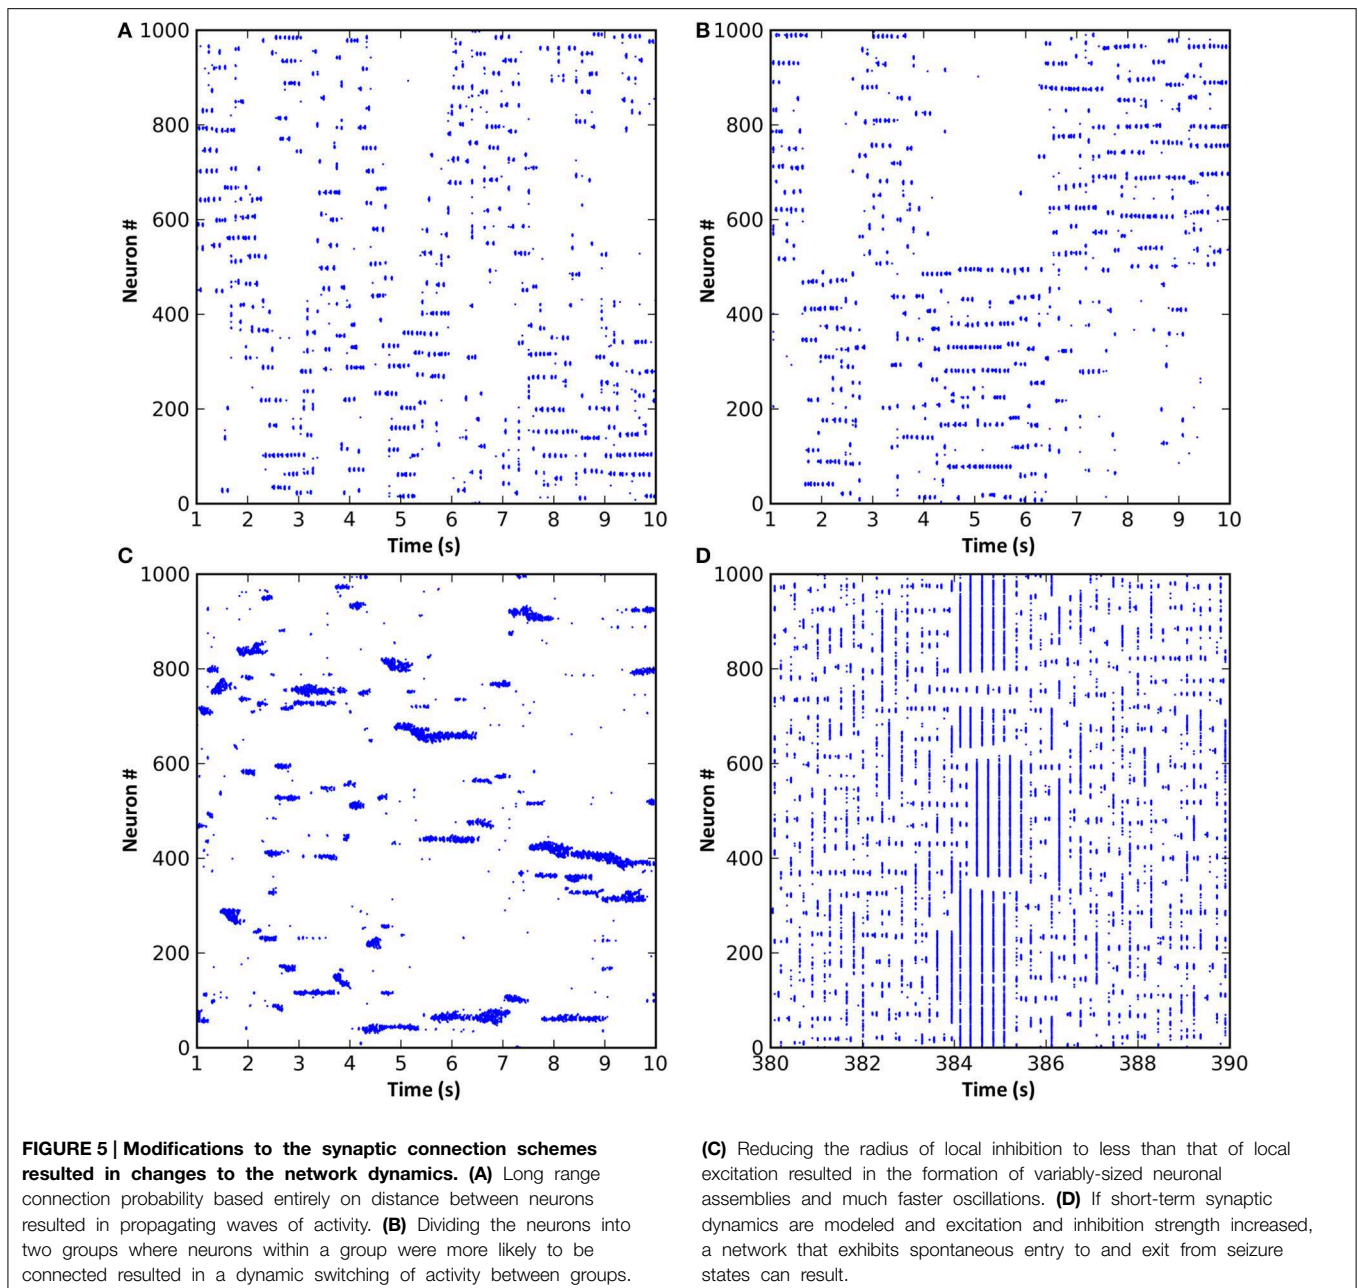 A
1000
800
600
400
200
0
Neuron #
1 2 3 4 5 6 7 8 9 10
Time (s)
B
1000
800
600
400
200
0
Neuron #
1 2 3 4 5 6 7 8 9 10
Time (s)
C
1000
800
600
400
200
0
Neuron #
1 2 3 4 5 6 7 8 9 10
Time (s)
D
1000
800
600
400
200
0
Neuron #
380 382 384 386 388 390
Time (s)
FIGURE 5 | Modifications to the synaptic connection schemes
resulted in changes to the network dynamics. (A) Long range
connection probability based entirely on distance between neurons
resulted in propagating waves of activity. (B) Dividing the neurons into
two groups where neurons within a group were more likely to be
connected resulted in a dynamic switching of activity between groups.
(C) Reducing the radius of local inhibition to less than that of local
excitation resulted in the formation of variably-sized neuronal
assemblies and much faster oscillations. (D) If short-term synaptic
dynamics are modeled and excitation and inhibition strength increased,
a network that exhibits spontaneous entry to and exit from seizure
states can result.